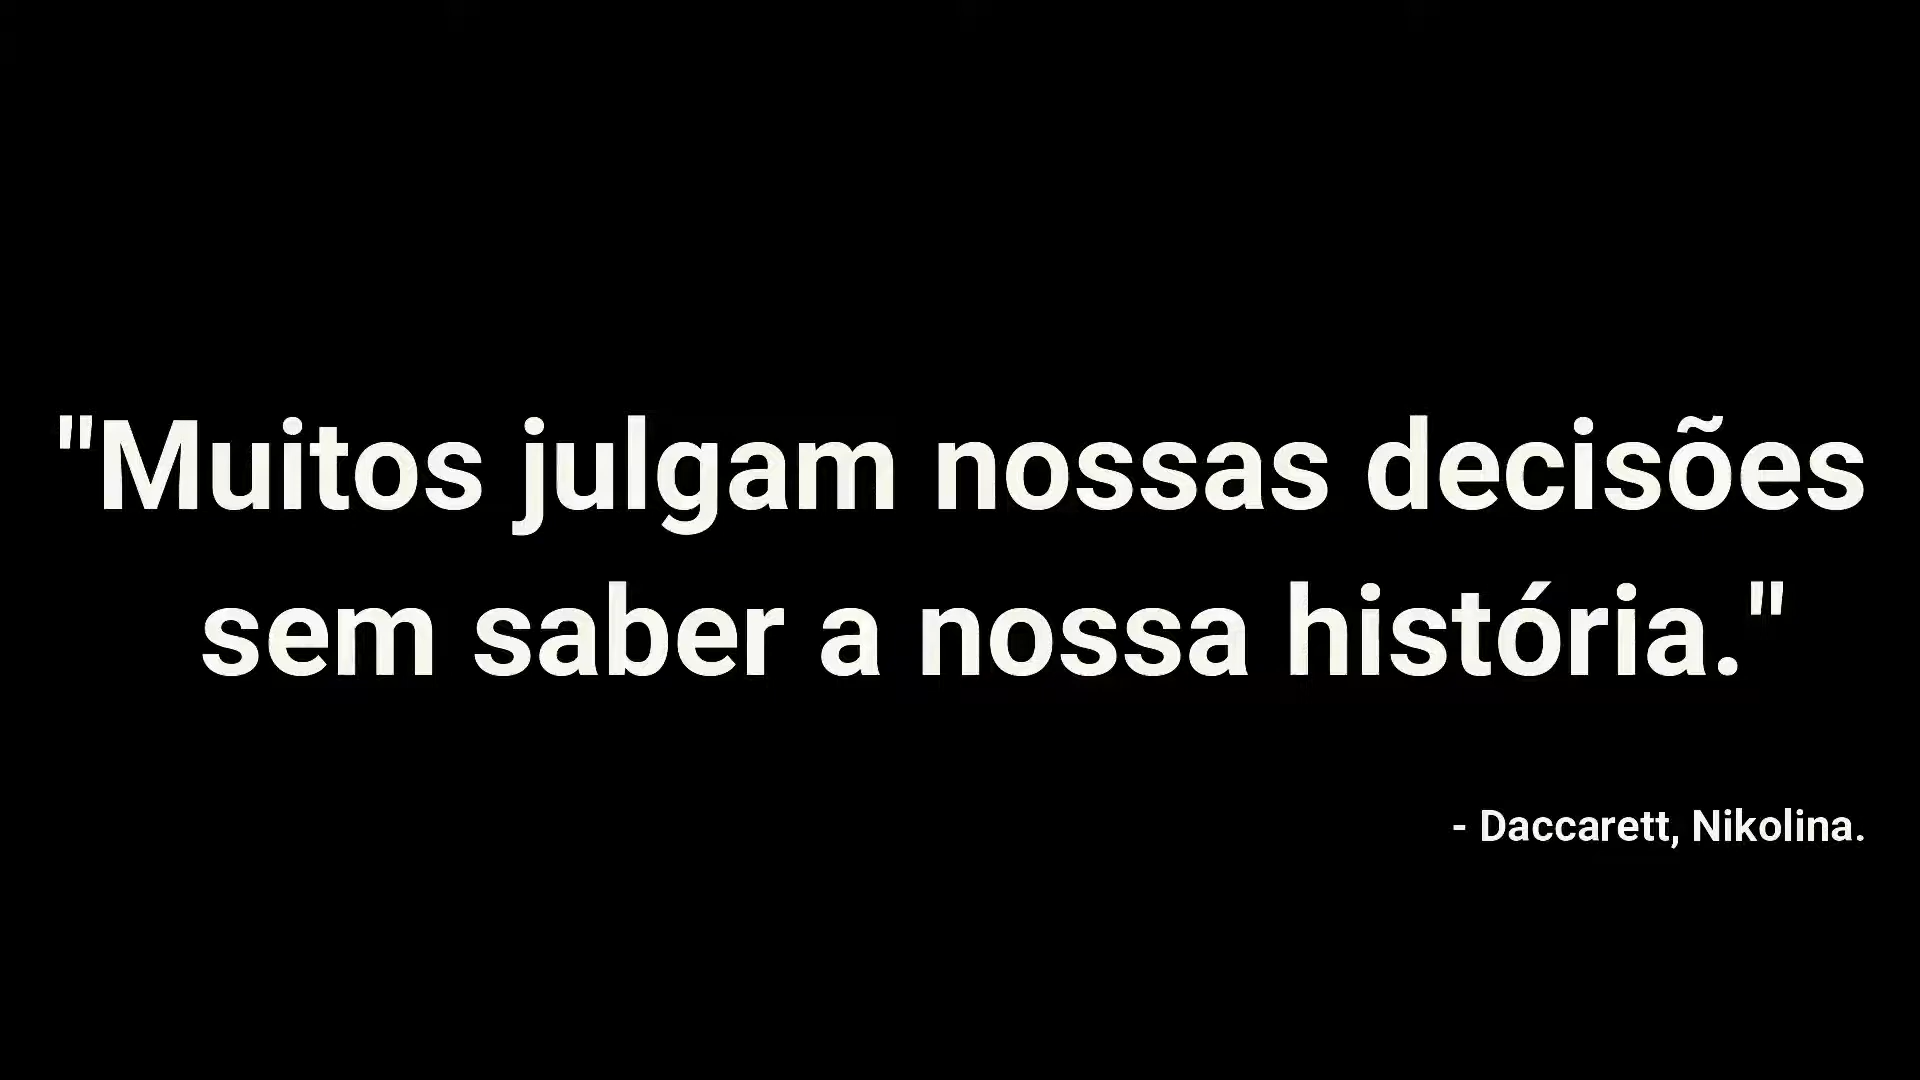 "Muitos julgam nossas decisões
sem saber a nossa história."
- Daccarett, Nikolina.